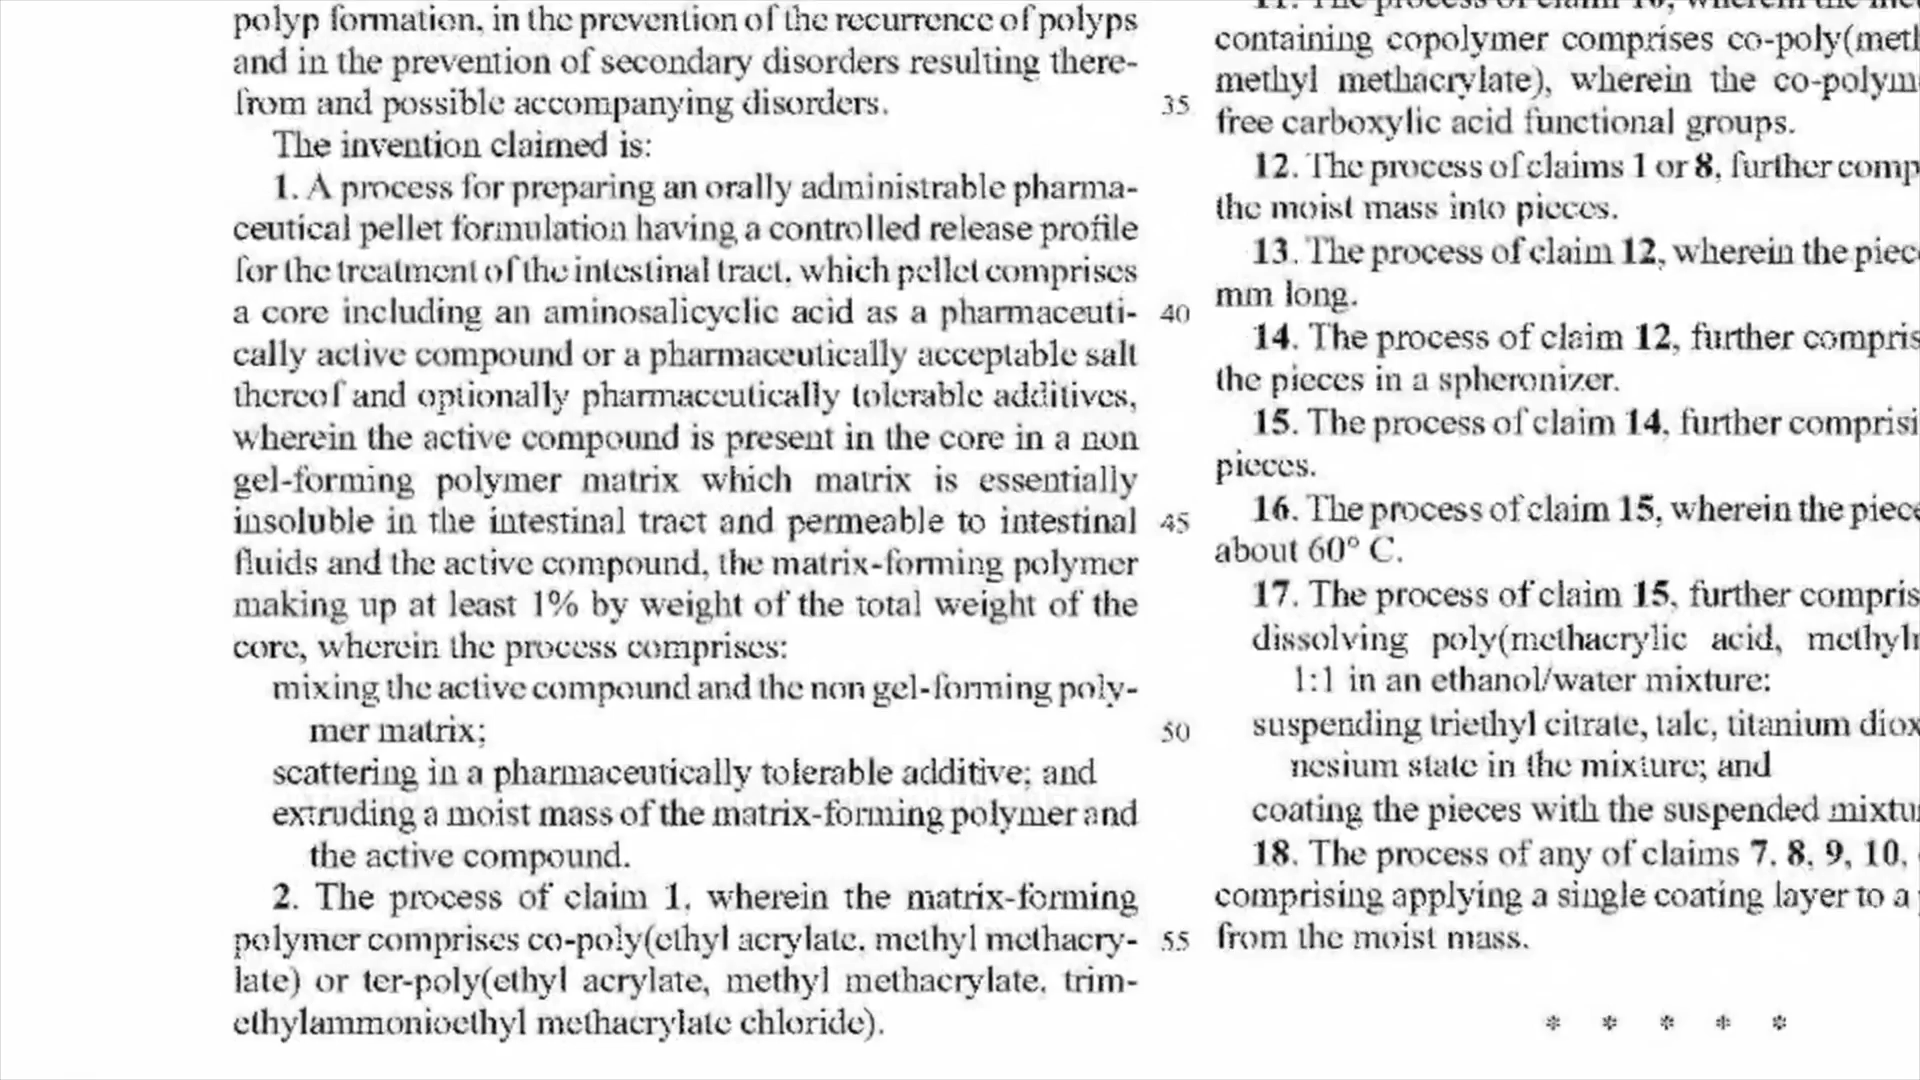 polyp formation, in the prevention of the recurrence of polyps
and in the prevention of secondary disorders resulting there-
from and possible accompanying disorders.
The invention claimed is:
1. A process for preparing an orally administrable pharma-
ceutical pellet formulation having a controlled release profile
for the treatment of the intestinal tract, which pellet comprises
a core including an aminosalicyclic acid as a pharmaceuti-
cally active compound or a pharmaceutically acceptable salt
thereof and optionally pharmaceutically tolerable additives,
wherein the active compound is present in the core in a non
gel-forming polymer matrix which matrix is essentially
insoluble in the intestinal tract and permeable to intestinal
fluids and the active compound, the matrix-forming polymer
making up at least 1% by weight of the total weight of the
core, wherein the process comprises:
mixing the active compound and the non gel-forming poly-
mer matrix;
scattering in a pharmaceutically tolerable additive; and
extruding a moist mass of the matrix-forming polymer and
the active compound.
2. The process of claim 1, wherein the matrix-forming
polymer comprises co-poly(ethyl acrylate, methyl methacry-
late) or ter-poly(ethyl acrylate, methyl methacrylate, trim-
ethylammonioethyl methacrylate chloride).
35
40
45
50
55
11. The process of claim 10, wherein the
containing copolymer comprises co-poly(meth
methyl methacrylate), wherein the co-polym
free carboxylic acid functional groups.
12. The process of claims 1 or 8, further comp
the moist mass into pieces.
13. The process of claim 12, wherein the piec
mm long.
14. The process of claim 12, further compris
the pieces in a spheronizer.
15. The process of claim 14, further comprisi
pieces.
16. The process of claim 15, wherein the piece
about 60° C.
17. The process of claim 15, further compris
dissolving poly(methacrylic acid, methyl
1:1 in an ethanol/water mixture:
suspending triethyl citrate, talc, titanium diox
nesium state in the mixture; and
coating the pieces with the suspended mixtu
18. The process of any of claims 7, 8, 9, 10,
comprising applying a single coating layer to a
from the moist mass.
* * * * *